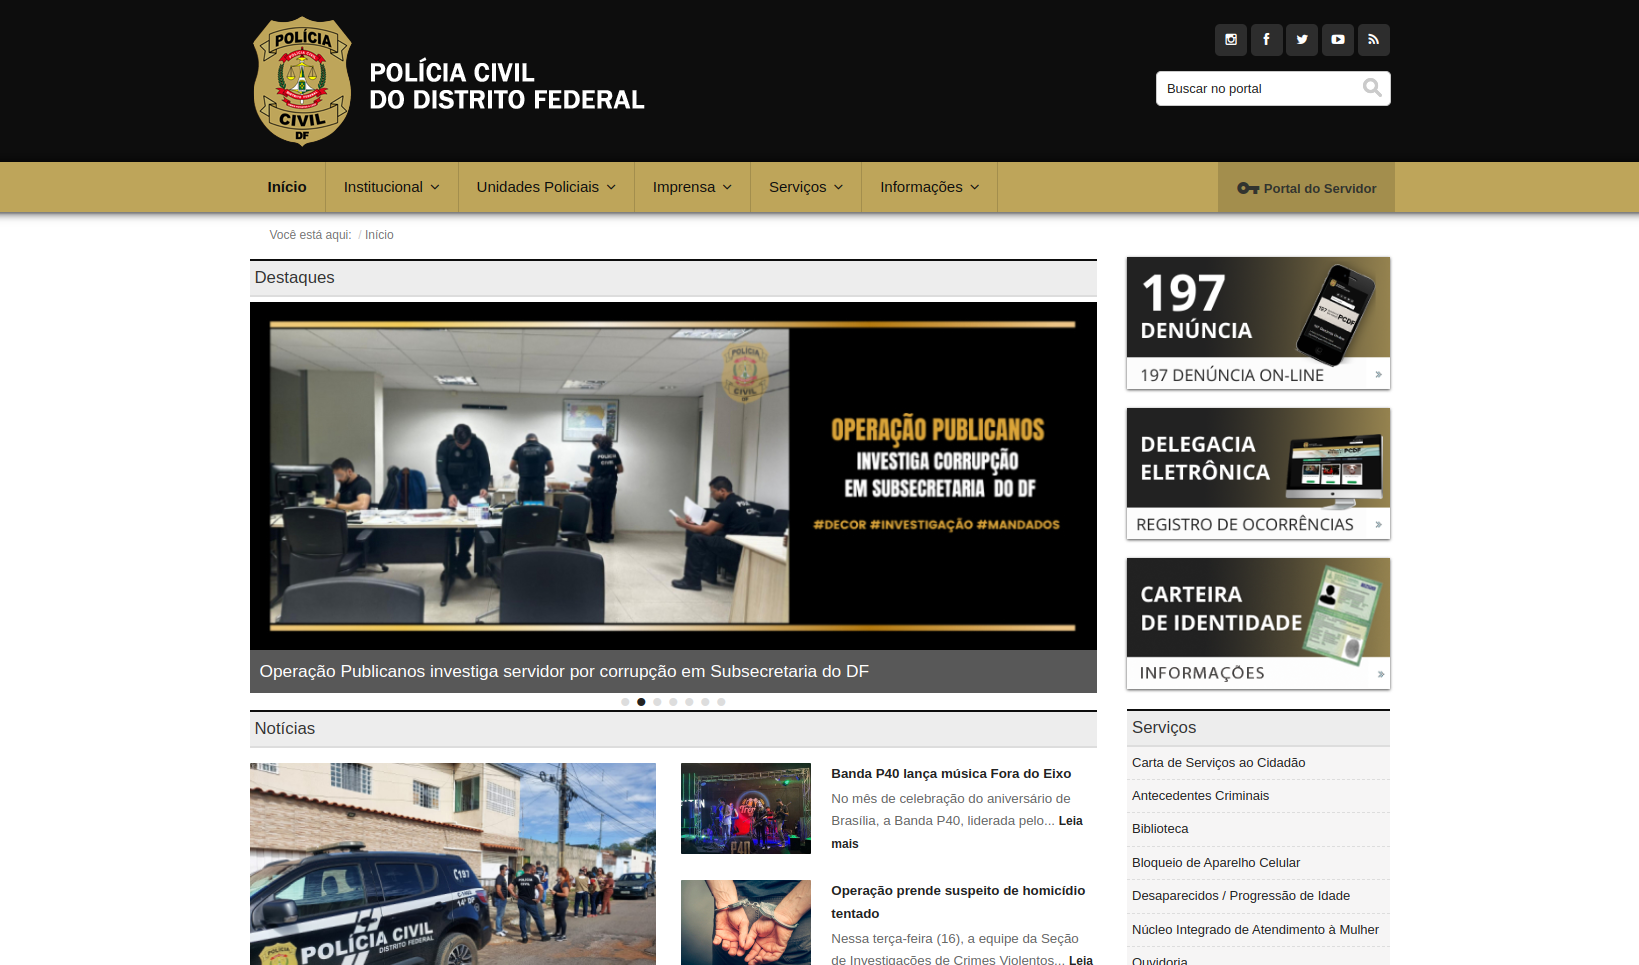 POLÍCIA
CIVIL
DF
POLÍCIA CIVIL
DO DISTRITO FEDERAL
Buscar no portal
Início
Institucional
Unidades Policiais
Imprensa
Serviços
Informações
Portal do Servidor
Você está aqui: / Início
Destaques
POLÍCIA
CIVIL
OPERAÇÃO PUBLICANOS
INVESTIGA CORRUPÇÃO
EM SUBSECRETARIA DO DF
#DECOR #INVESTIGAÇÃO #MANDADOS
Operação Publicanos investiga servidor por corrupção em Subsecretaria do DF
197
DENÚNCIA
197 DENÚNCIA ON-LINE »
DELEGACIA
ELETRÔNICA
REGISTRO DE OCORRÊNCIAS »
CARTEIRA
DE IDENTIDADE
INFORMAÇÕES »
Notícias
197
14ª DP
POLÍCIA CIVIL
DISTRITO FEDERAL
P40
Banda P40 lança música Fora do Eixo
No mês de celebração do aniversário de
Brasília, a Banda P40, liderada pelo... Leia
mais
Operação prende suspeito de homicídio
tentado
Nessa terça-feira (16), a equipe da Seção
de Investigações de Crimes Violentos... Leia
Serviços
Carta de Serviços ao Cidadão
Antecedentes Criminais
Biblioteca
Bloqueio de Aparelho Celular
Desaparecidos / Progressão de Idade
Núcleo Integrado de Atendimento à Mulher
Ouvidoria